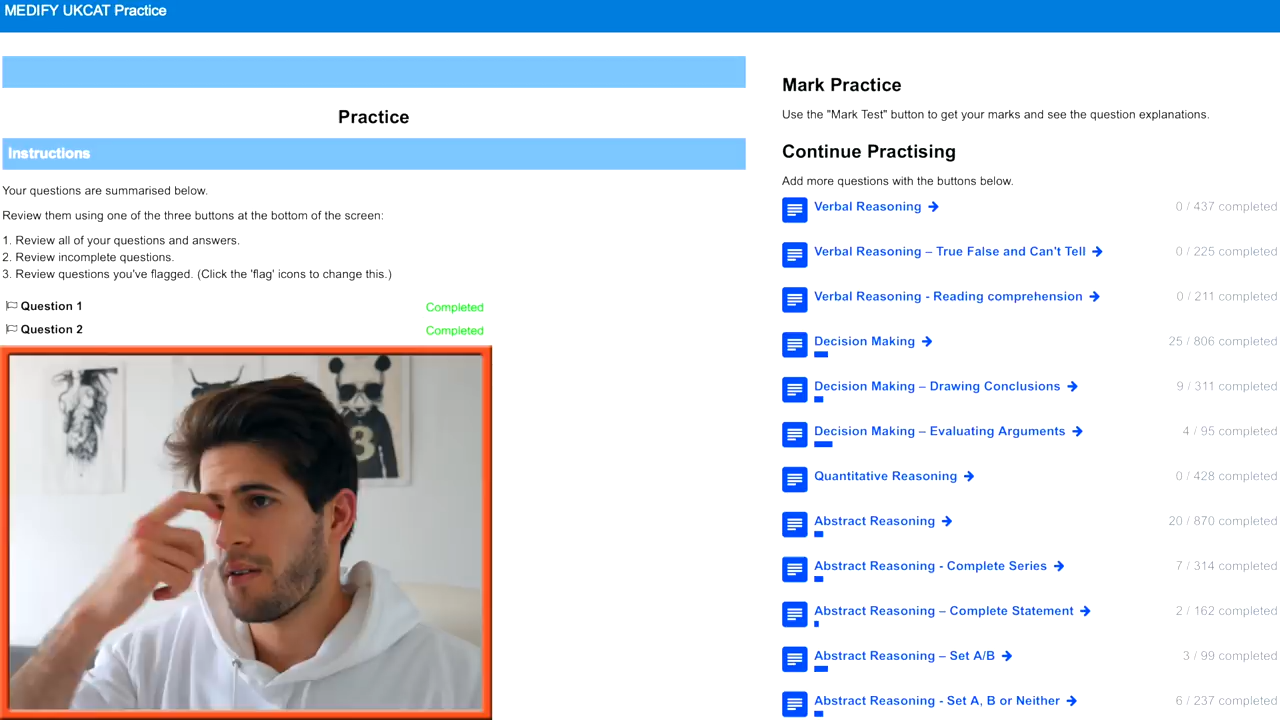 MEDIFY UKCAT Practice
Practice
Instructions
Your questions are summarised below.
Review them using one of the three buttons at the bottom of the screen:
1. Review all of your questions and answers.
2. Review incomplete questions.
3. Review questions you've flagged. (Click the 'flag' icons to change this.)
Question 1 Completed
Question 2 Completed
3
Mark Practice
Use the "Mark Test" button to get your marks and see the question explanations.
Continue Practising
Add more questions with the buttons below.
Verbal Reasoning → 0 / 437 completed
Verbal Reasoning – True False and Can't Tell → 0 / 225 completed
Verbal Reasoning - Reading comprehension → 0 / 211 completed
Decision Making → 25 / 806 completed
Decision Making – Drawing Conclusions → 9 / 311 completed
Decision Making – Evaluating Arguments → 4 / 95 completed
Quantitative Reasoning → 0 / 428 completed
Abstract Reasoning → 20 / 870 completed
Abstract Reasoning - Complete Series → 7 / 314 completed
Abstract Reasoning – Complete Statement → 2 / 162 completed
Abstract Reasoning – Set A/B → 3 / 99 completed
Abstract Reasoning - Set A, B or Neither → 6 / 237 completed